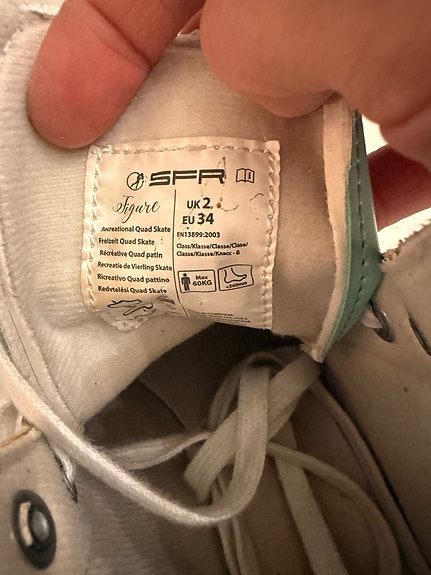 SFR
Figure
UK 2
EU 34
EN13899:2003
Class/Klasse/Classe/Clase/
Classe/Klasse/Класс - B
Recreational Quad Skate
Freizeit Quad Skate
Récréative Quad patin
Recreatie de Vierling Skate
Ricreativo Quad pattino
Kedvtelési Quad Skate
Max
60KG
<260mm